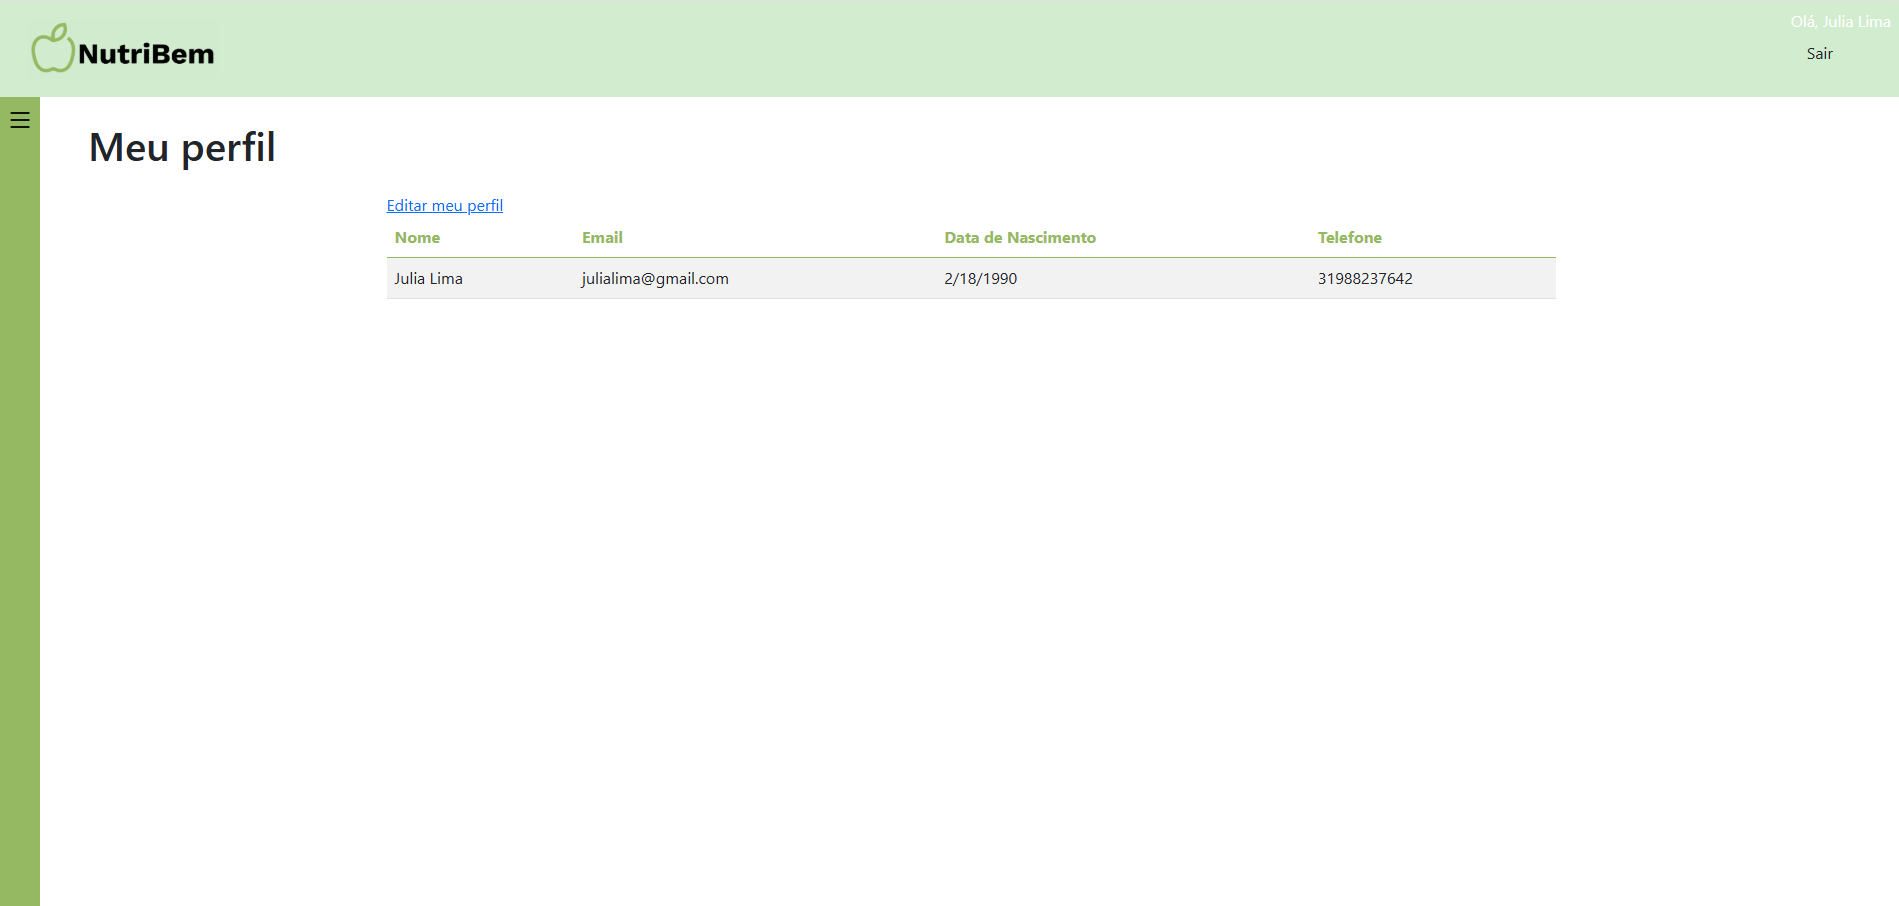 NutriBem
Olá, Julia Lima
Sair
Meu perfil
Editar meu perfil
Nome Email Data de Nascimento Telefone
Julia Lima julialima@gmail.com 2/18/1990 31988237642